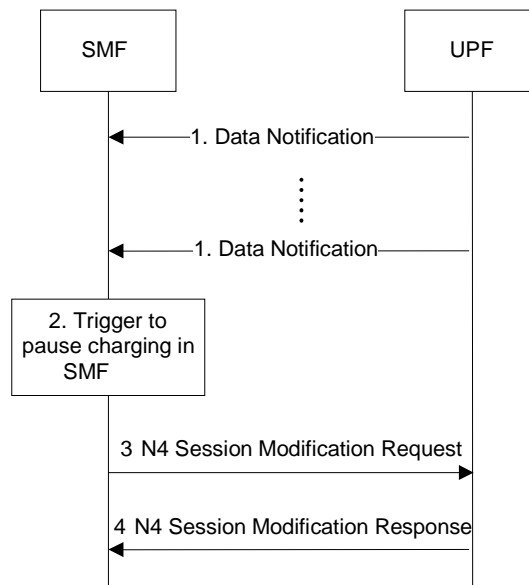 SMF
UPF
1. Data Notification
1. Data Notification
2. Trigger to
pause charging in
SMF
3 N4 Session Modification Request
4 N4 Session Modification Response